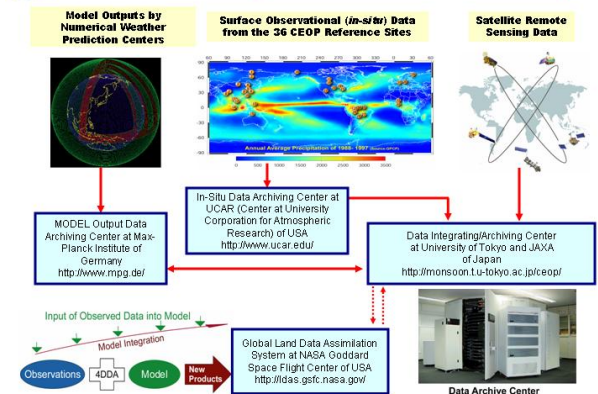 Model Outputs by
Numerical Weather
Prediction Centers
Surface Observational (in-situ) Data
from the 36 CEOP Reference Sites
Satellite Remote
Sensing Data
Annual Average Precipitation of 1988- 1997
In-Situ Data Archiving Center at
UCAR (Center at University
Corporation for Atmospheric
Research) of USA
http://www.ucar.edu/
MODEL Output Data
Archiving Center at Max-
Planck Institute of
Germany
http://www.mpg.de/
Data Integrating/Archiving Center
at University of Tokyo and JAXA
of Japan
http://monsoon.t.u-tokyo.ac.jp/ceop/
Input of Observed Data into Model
Model Integration
Observations
4DDA
Model
New
Products
Global Land Data Assimilation
System at NASA Goddard
Space Flight Center of USA
http://ldas.gsfc.nasa.gov/
Data Archive Center